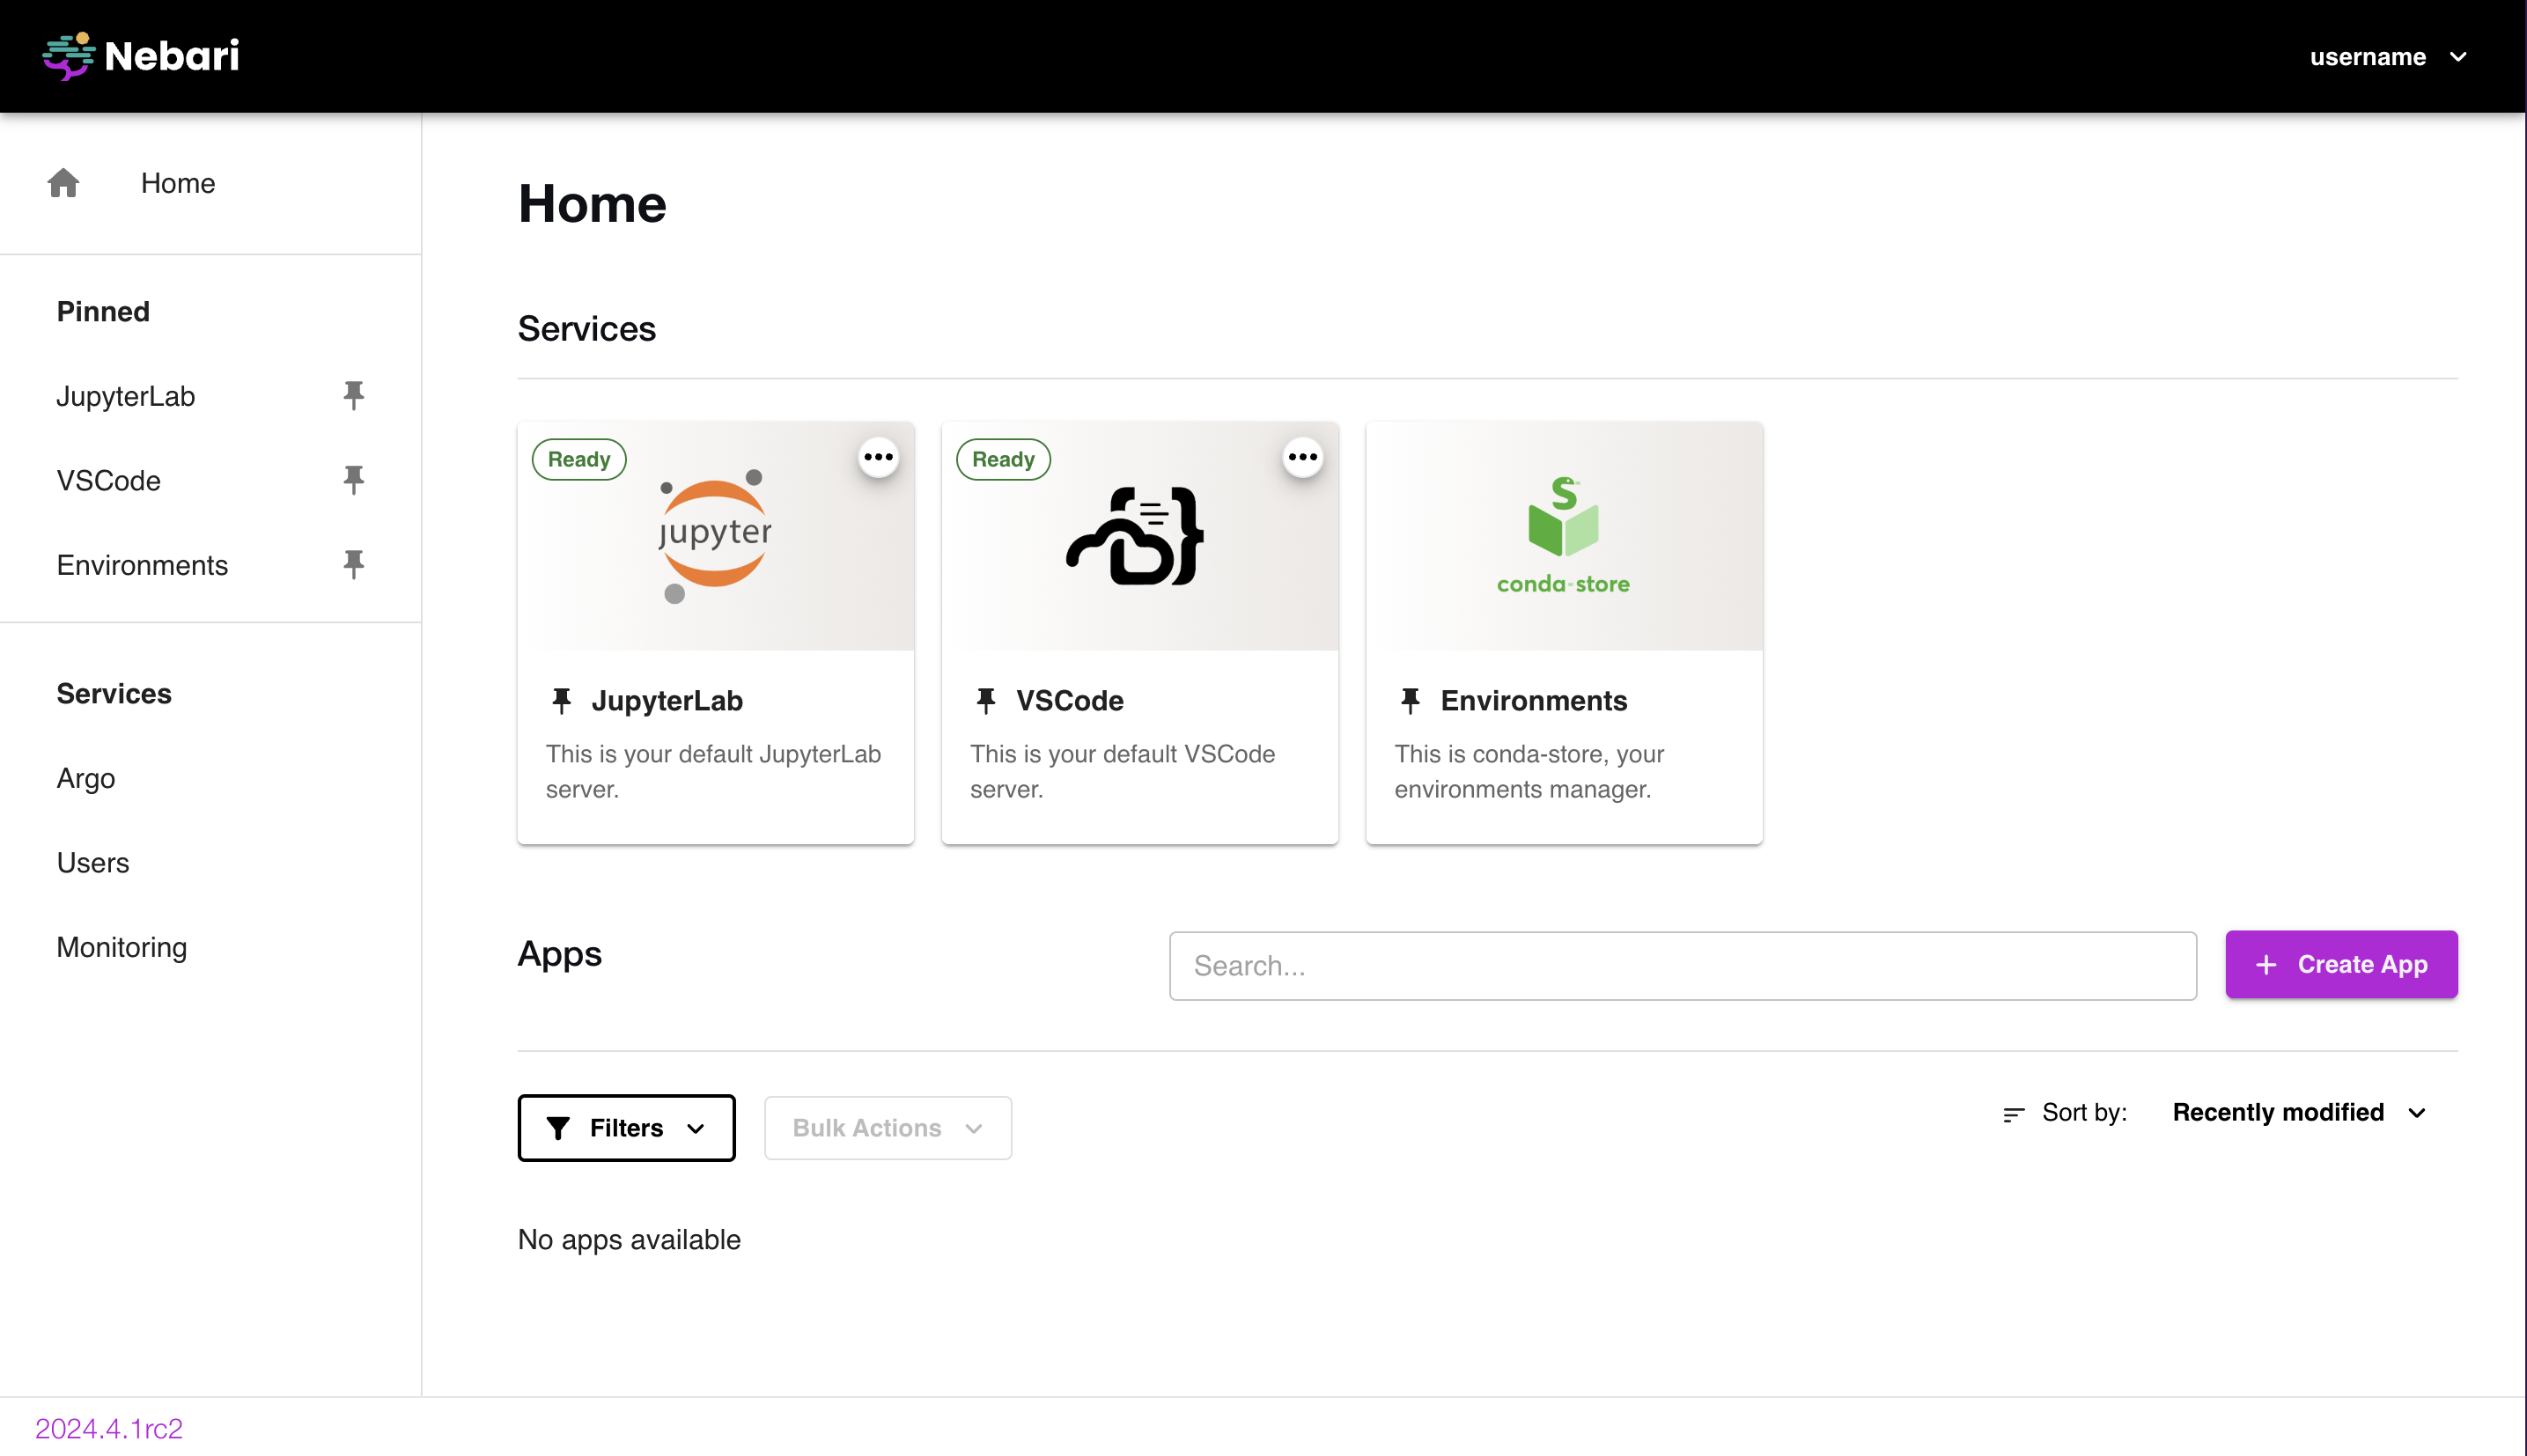 Nebari
username
Home
Pinned
JupyterLab
VSCode
Environments
Services
Argo
Users
Monitoring
Home
Services
Ready
jupyter
JupyterLab
This is your default JupyterLab
server.
Ready
VSCode
This is your default VSCode
server.
conda-store
Environments
This is conda-store, your
environments manager.
Apps
Search...
Create App
Filters
Bulk Actions
Sort by:
Recently modified
No apps available
2024.4.1rc2